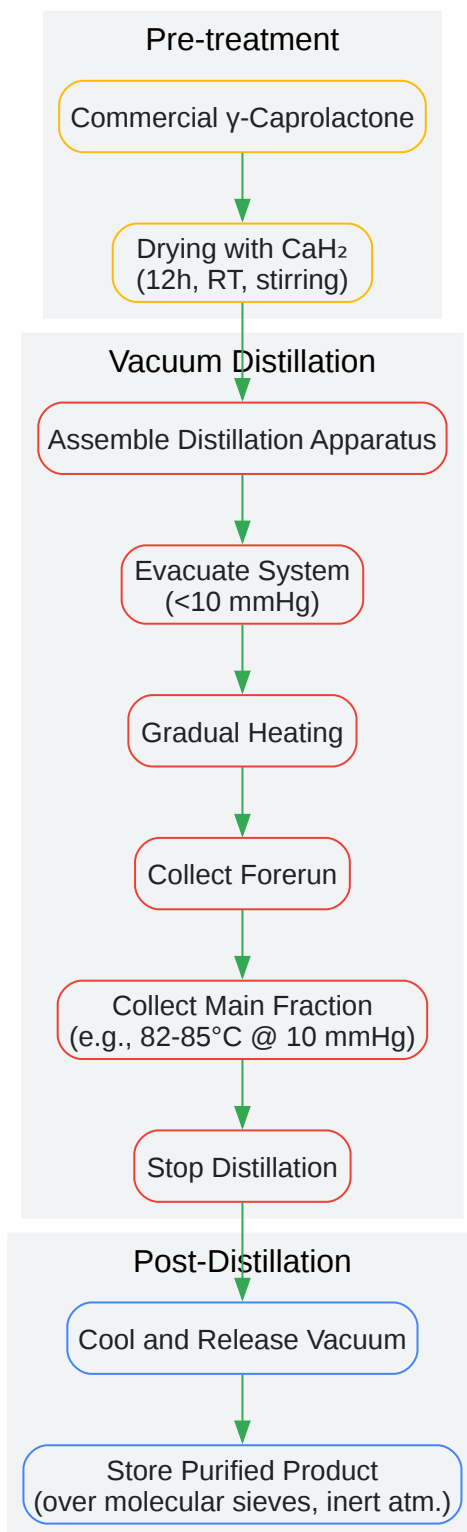 Pre-treatment
Commercial γ-Caprolactone
Drying with CaH₂
(12h, RT, stirring)
Vacuum Distillation
Assemble Distillation Apparatus
Evacuate System
(<10 mmHg)
Gradual Heating
Collect Forerun
Collect Main Fraction
(e.g., 82-85°C @ 10 mmHg)
Stop Distillation
Post-Distillation
Cool and Release Vacuum
Store Purified Product
(over molecular sieves, inert atm.)